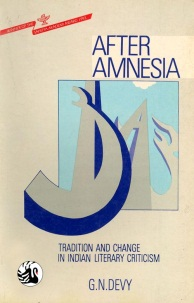 AFTER
AMNESIA
TRADITION AND CHANGE
IN INDIAN LITERARY CRITICISM
G.N.DEVY